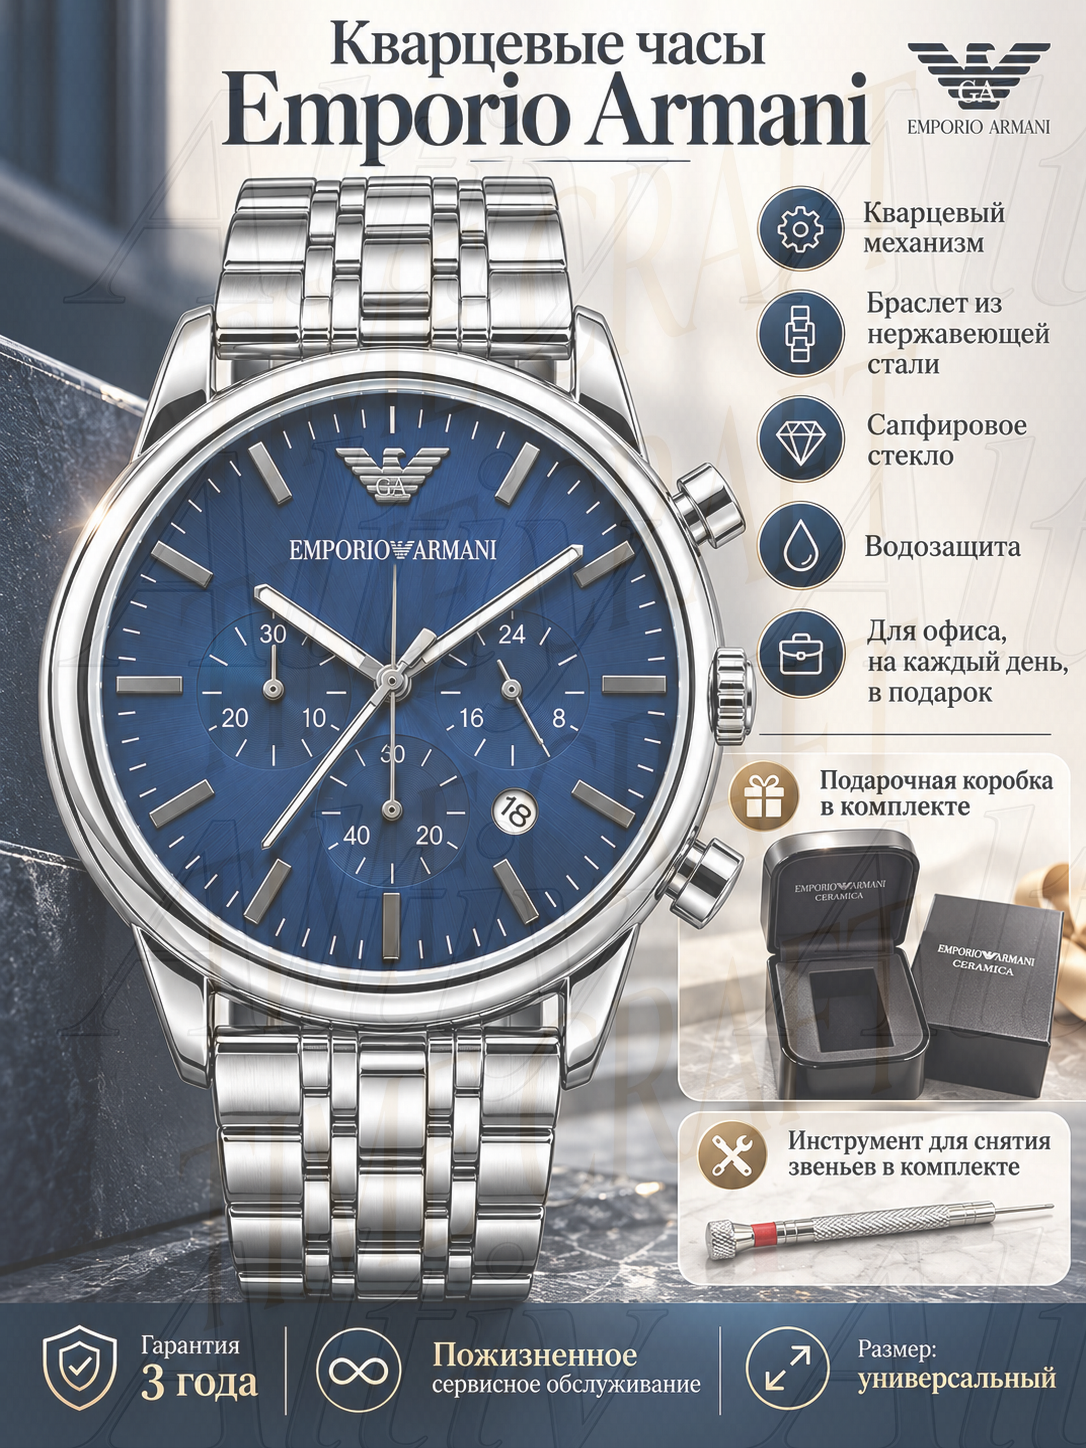 Кварцевые часы
Emporio Armani
GA
EMPORIO ARMANI
Кварцевый
механизм
Браслет из
нержавеющей
стали
Сапфировое
стекло
Водозащита
Для офиса,
на каждый день,
в подарок
GA
EMPORIO ARMANI
30
20
10
24
16
8
30
40
20
18
Подарочная коробка
в комплекте
EMPORIO ARMANI
CERAMICA
EMPORIO ARMANI
CERAMICA
Инструмент для снятия
звеньев в комплекте
Гарантия
3 года
Пожизненное
сервисное обслуживание
Размер:
универсальный